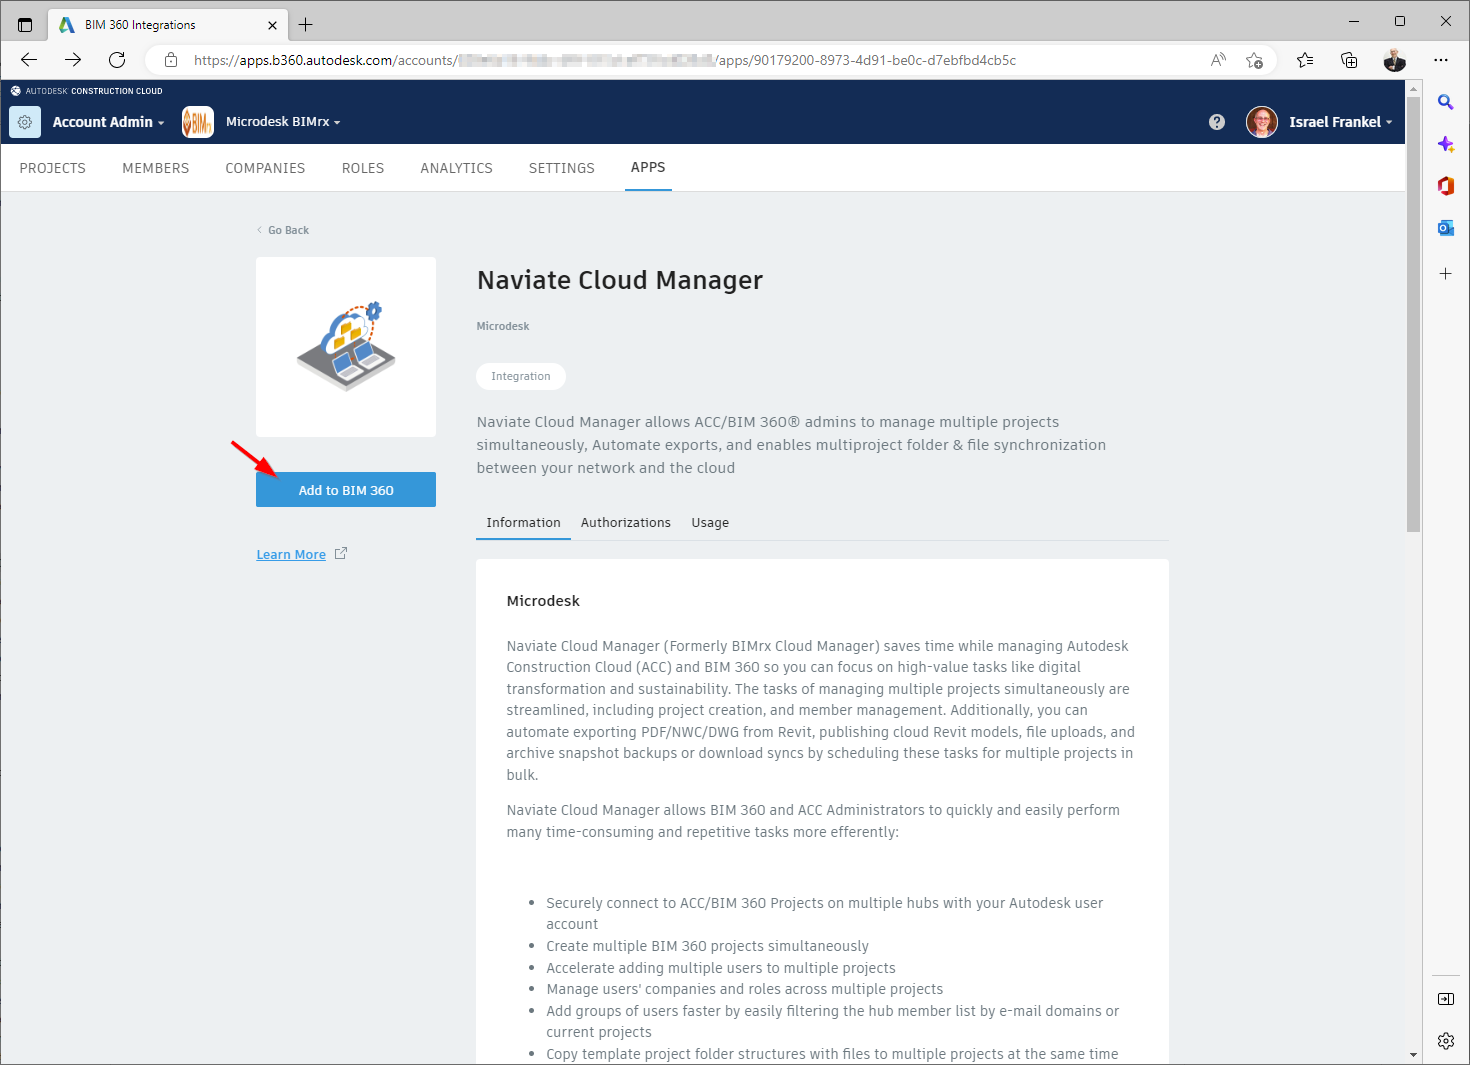 BIM 360 Integrations
https://apps.b360.autodesk.com/accounts/ /apps/90179200-8973-4d91-be0c-d7ebfbd4cb5c
AUTODESK CONSTRUCTION CLOUD
Account Admin
BIMrx
Microdesk BIMrx
Israel Frankel
PROJECTS MEMBERS COMPANIES ROLES ANALYTICS SETTINGS APPS
Go Back
Naviate Cloud Manager
Microdesk
Integration
Naviate Cloud Manager allows ACC/BIM 360® admins to manage multiple projects
simultaneously, Automate exports, and enables multiproject folder & file synchronization
between your network and the cloud
Add to BIM 360
Learn More
Information Authorizations Usage
Microdesk
Naviate Cloud Manager (Formerly BIMrx Cloud Manager) saves time while managing Autodesk
Construction Cloud (ACC) and BIM 360 so you can focus on high-value tasks like digital
transformation and sustainability. The tasks of managing multiple projects simultaneously are
streamlined, including project creation, and member management. Additionally, you can
automate exporting PDF/NWC/DWG from Revit, publishing cloud Revit models, file uploads, and
archive snapshot backups or download syncs by scheduling these tasks for multiple projects in
bulk.
Naviate Cloud Manager allows BIM 360 and ACC Administrators to quickly and easily perform
many time-consuming and repetitive tasks more efferently:
• Securely connect to ACC/BIM 360 Projects on multiple hubs with your Autodesk user
account
• Create multiple BIM 360 projects simultaneously
• Accelerate adding multiple users to multiple projects
• Manage users' companies and roles across multiple projects
• Add groups of users faster by easily filtering the hub member list by e-mail domains or
current projects
• Copy template project folder structures with files to multiple projects at the same time